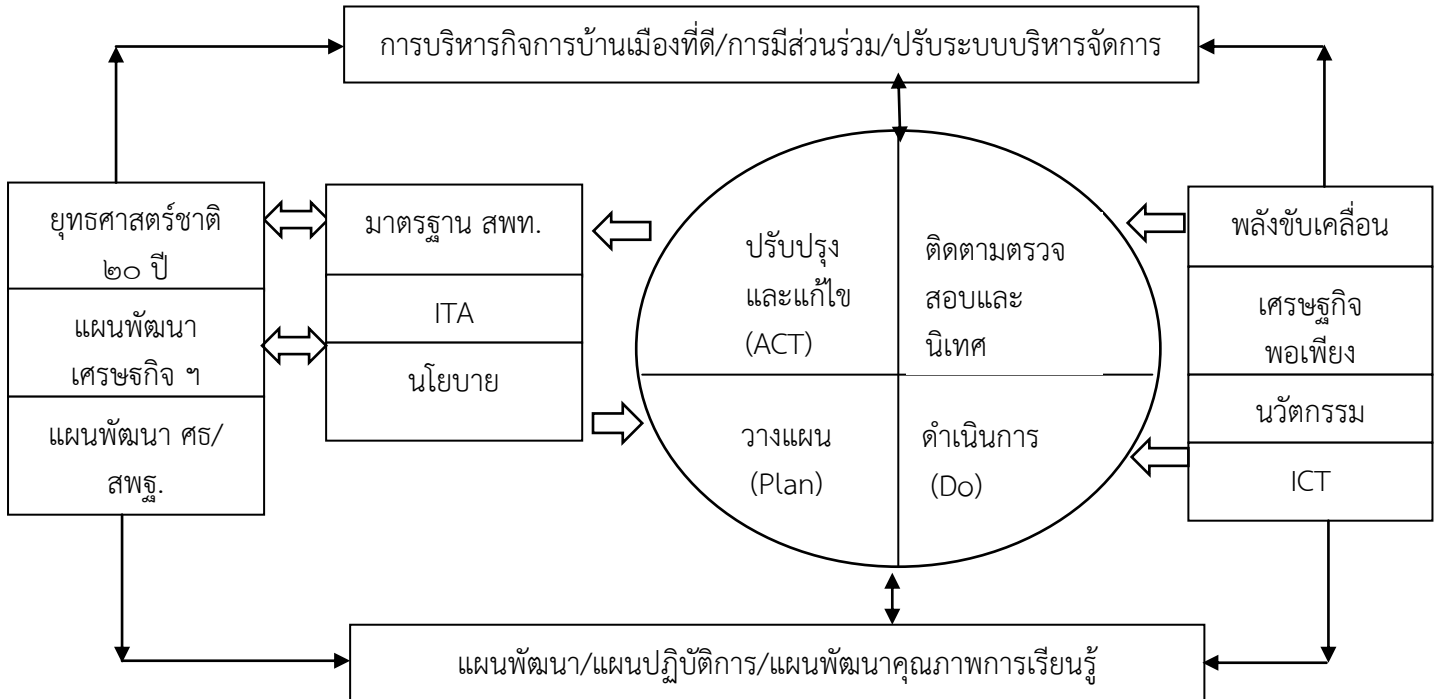 การบริหารกิจการบ้านเมืองที่ดี/การมีส่วนร่วม/ปรับระบบบริหารจัดการ
ยุทธศาสตร์ชาติ
๒๐ ปี
แผนพัฒนา
เศรษฐกิจ ฯ
แผนพัฒนา ศธ/
สพฐ.
มาตรฐาน สพท.
ITA
นโยบาย
ปรับปรุง
และแก้ไข
(ACT)
ติดตามตรวจ
สอบและ
นิเทศ
วางแผน
(Plan)
ดำเนินการ
(Do)
พลังขับเคลื่อน
เศรษฐกิจ
พอเพียง
นวัตกรรม
ICT
แผนพัฒนา/แผนปฏิบัติการ/แผนพัฒนาคุณภาพการเรียนรู้